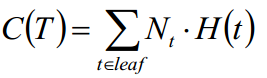 C(T) = ∑ N_t · H(t)
t∈leaf